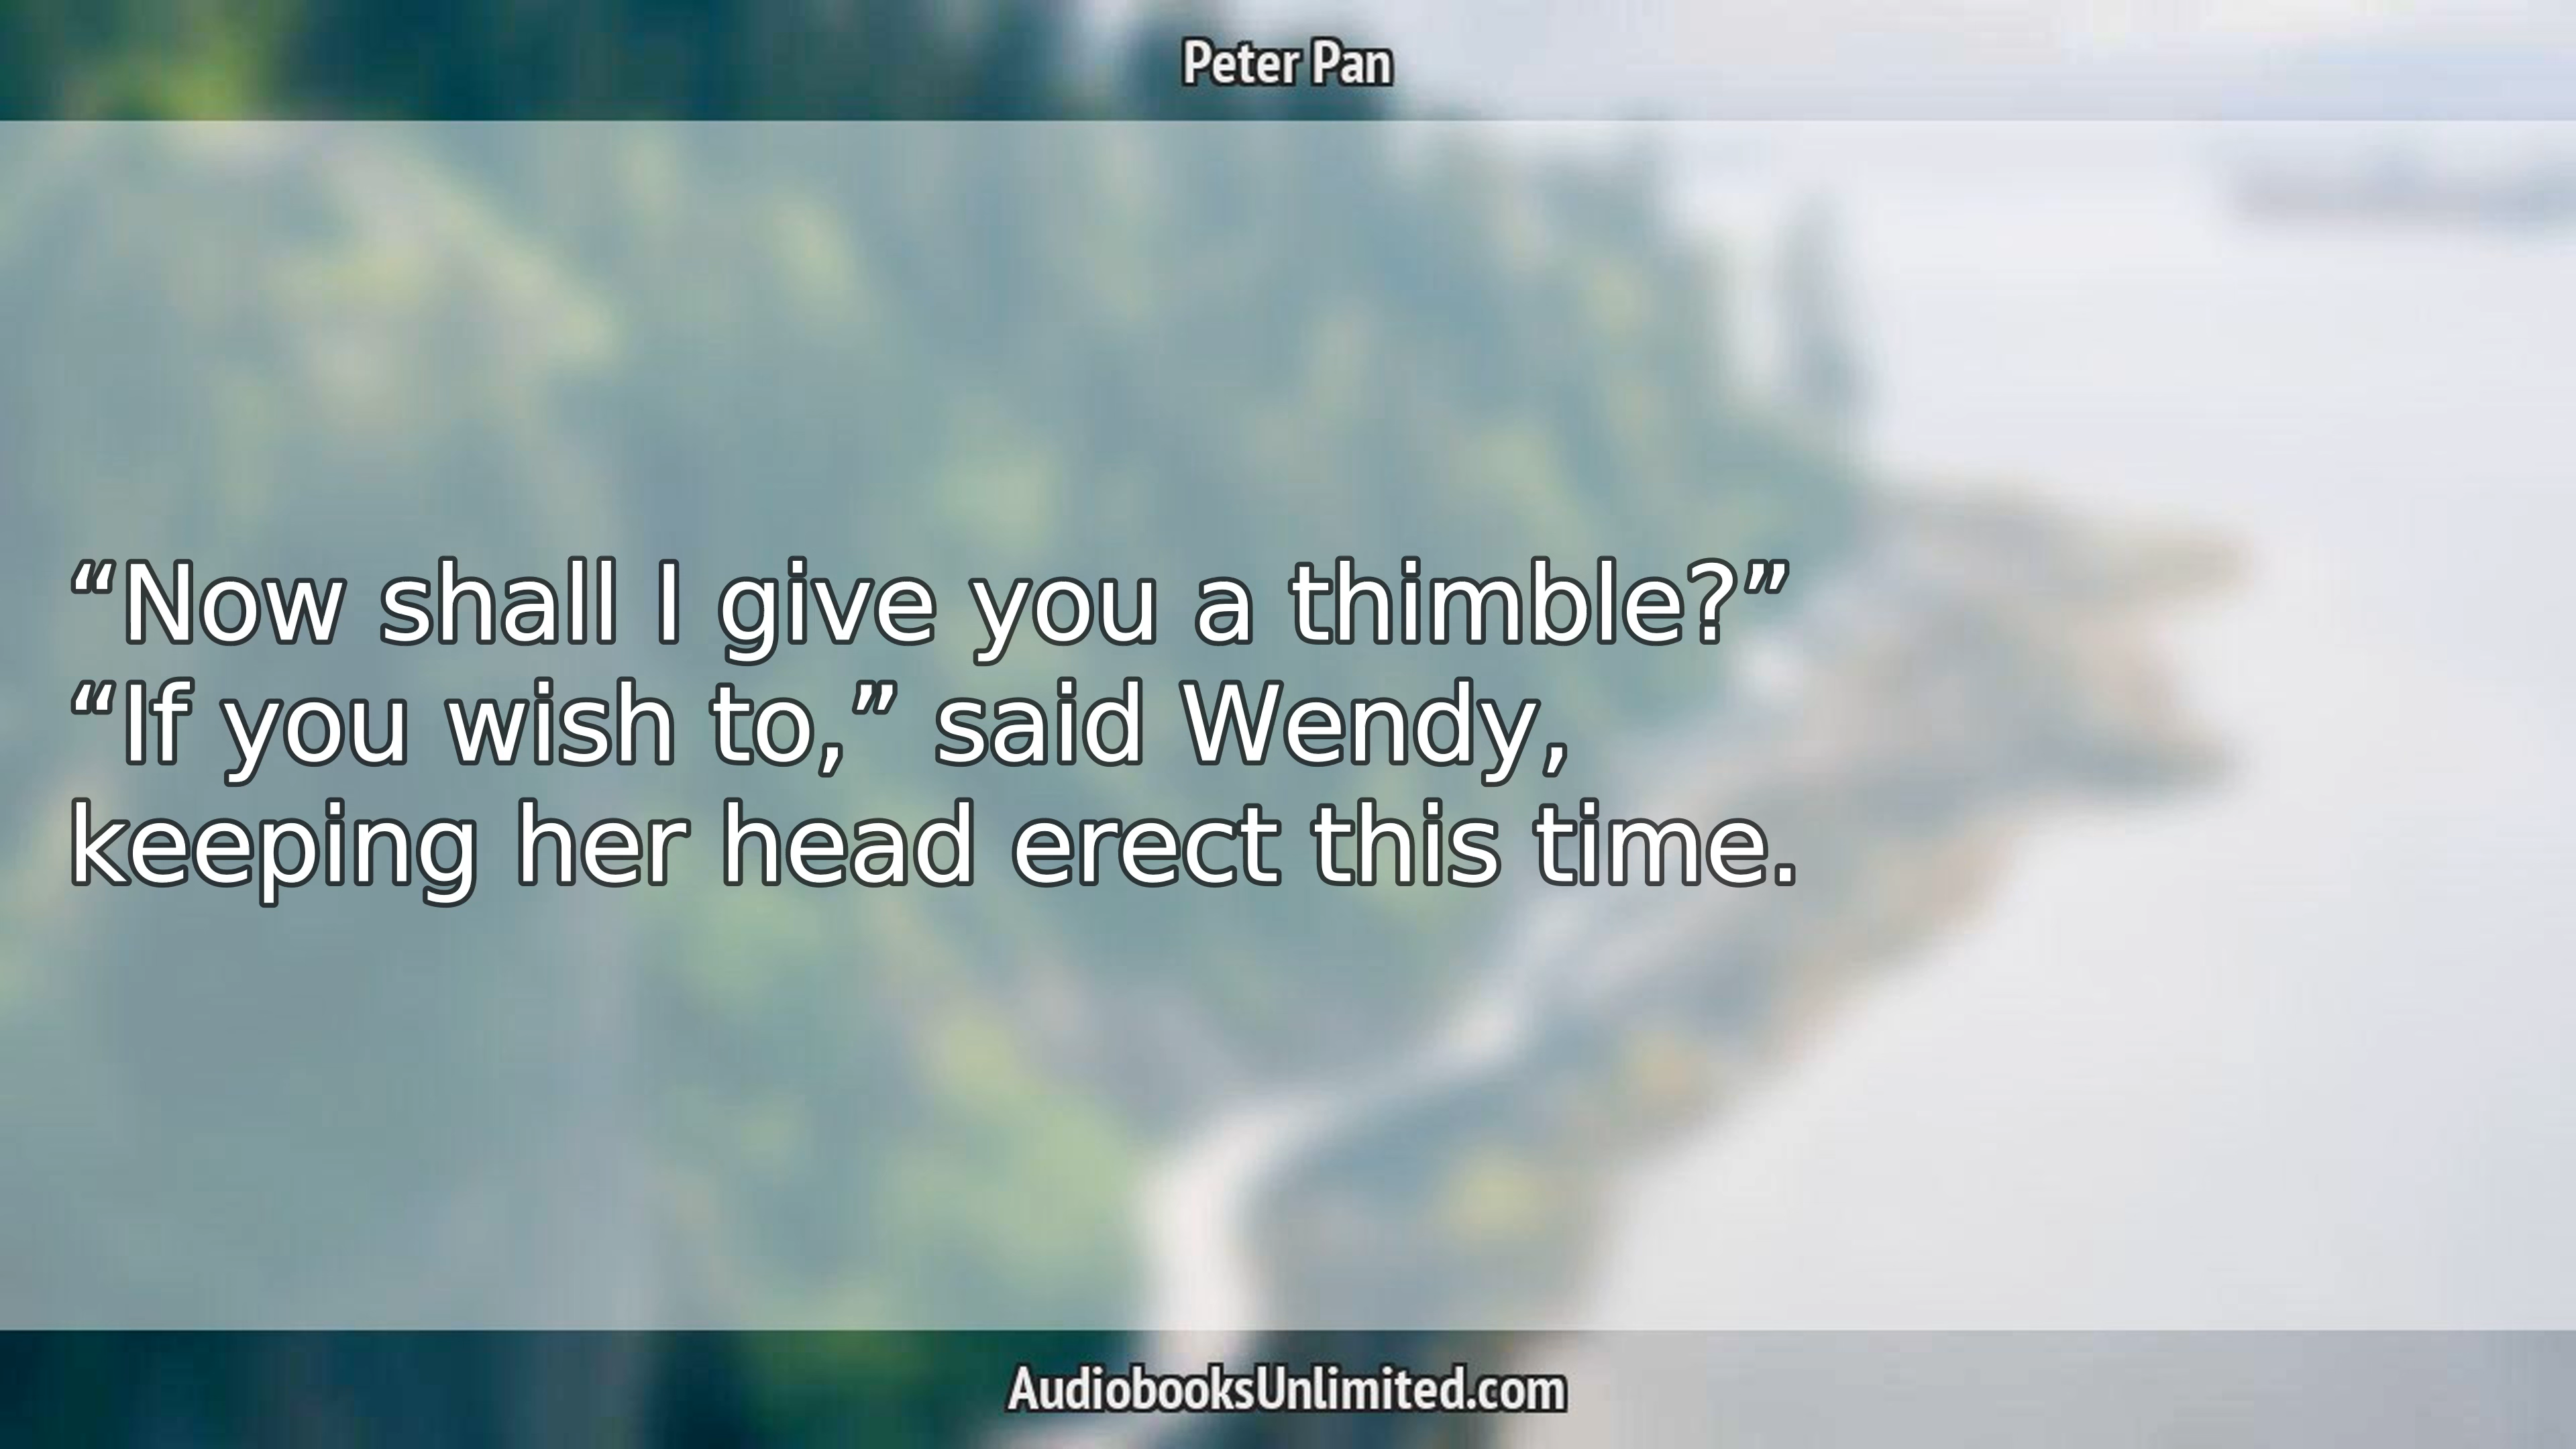 Peter Pan
“Now shall I give you a thimble?”
“If you wish to,” said Wendy,
keeping her head erect this time.
AudiobooksUnlimited.com